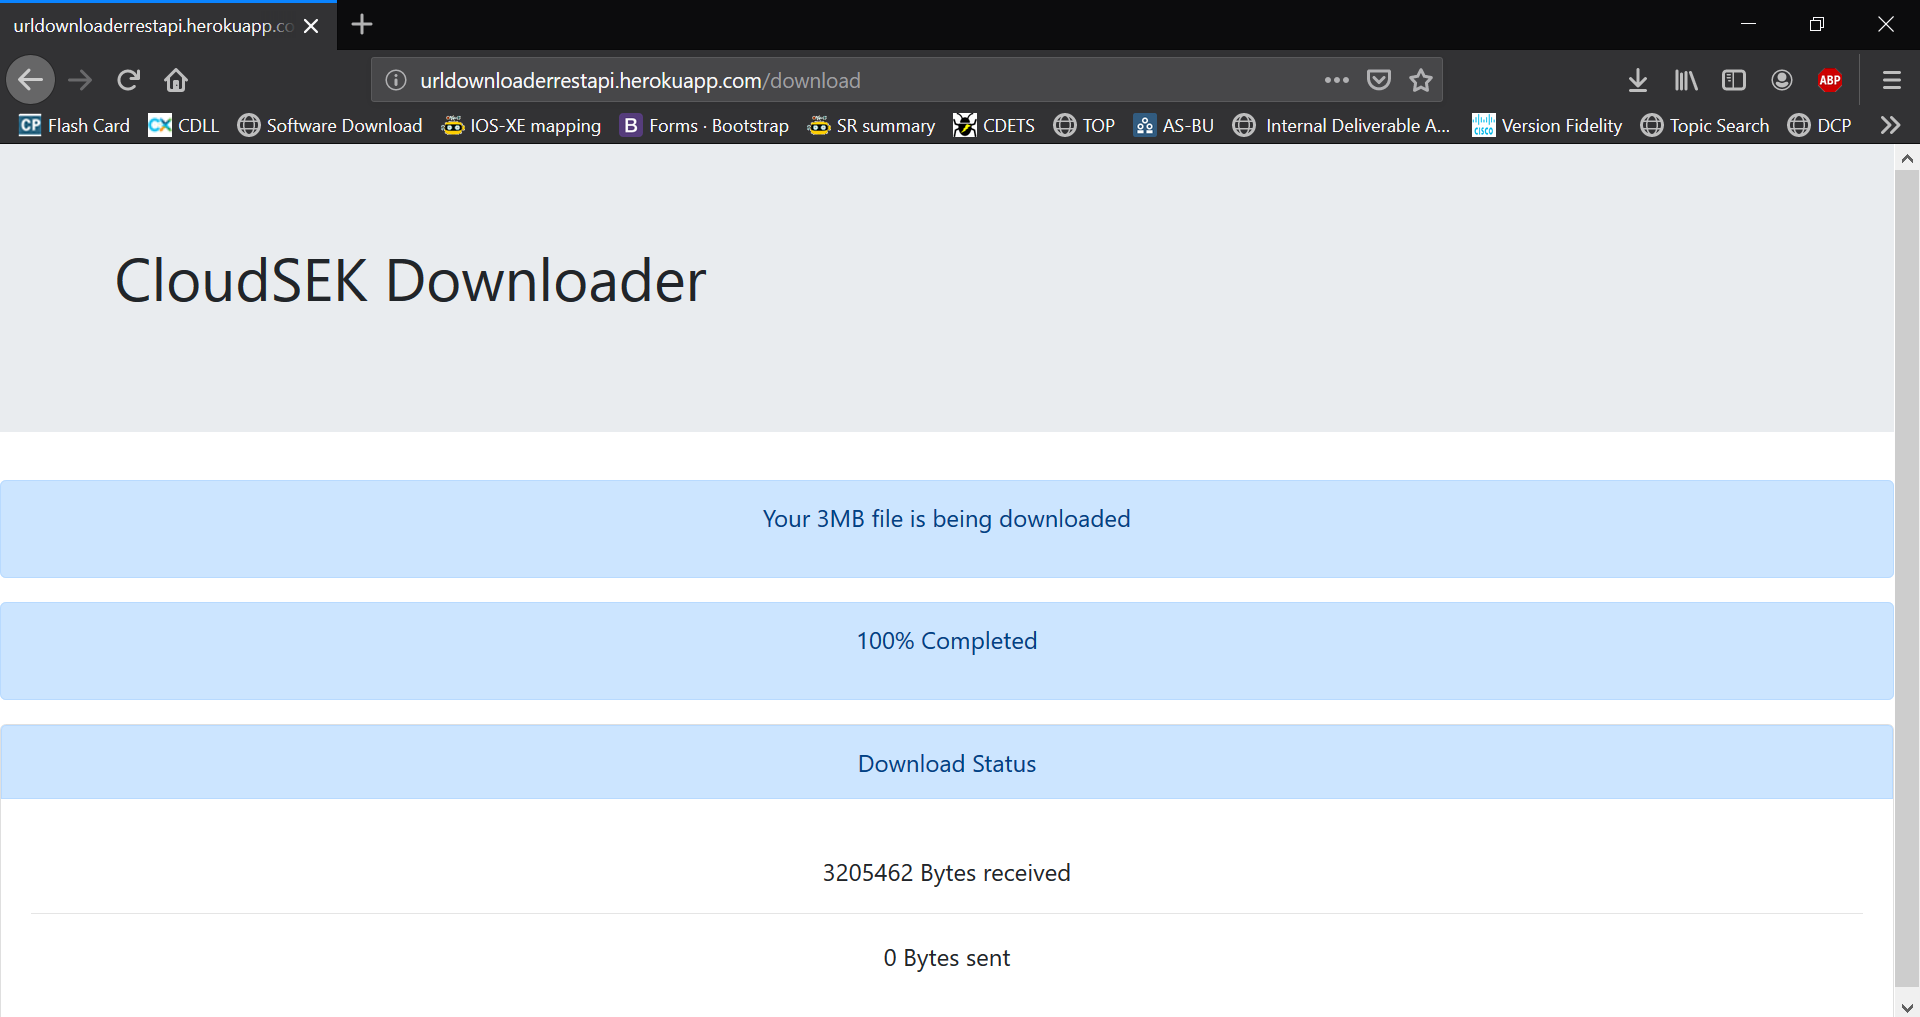 urldownloaderrestapi.herokuapp.co
urldownloaderrestapi.herokuapp.com/download
ABP
CP Flash Card CX CDLL Software Download IOS-XE mapping B Forms · Bootstrap SR summary CDETS TOP AS-BU Internal Deliverable A... CISCO Version Fidelity Topic Search DCP
CloudSEK Downloader
Your 3MB file is being downloaded
100% Completed
Download Status
3205462 Bytes received
0 Bytes sent